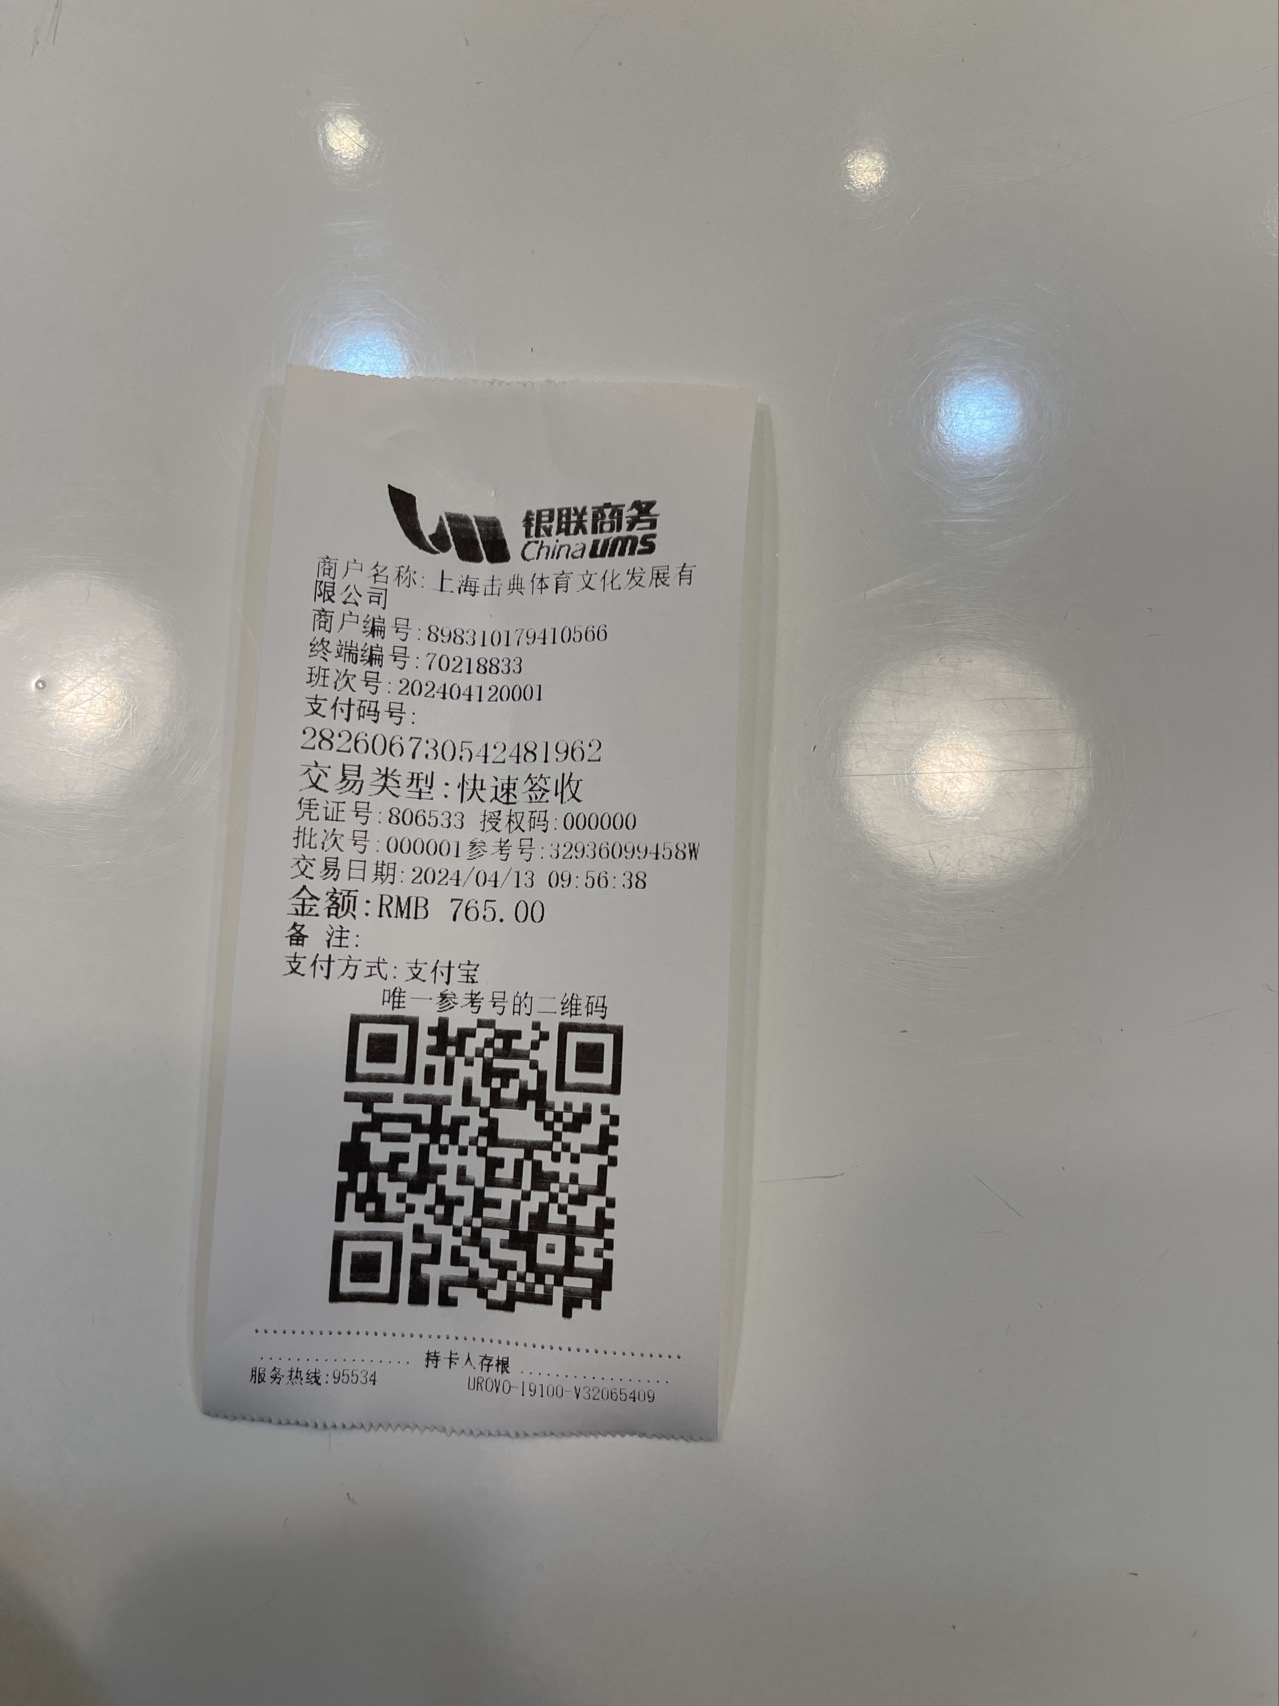 银联商务
China ums
商户名称:上海击典体育文化发展有
限公司
商户编号:898310179410566
终端编号:70218833
班次号:202404120001
支付码号:
282606730542481962
交易类型:快速签收
凭证号:806533 授权码:000000
批次号:000001参考号:32936099458W
交易日期:2024/04/13 09:56:38
金额:RMB 765.00
备 注:
支付方式:支付宝
唯一参考号的二维码
持卡人存根
服务热线:95534 UROVO-I9100-V32065409